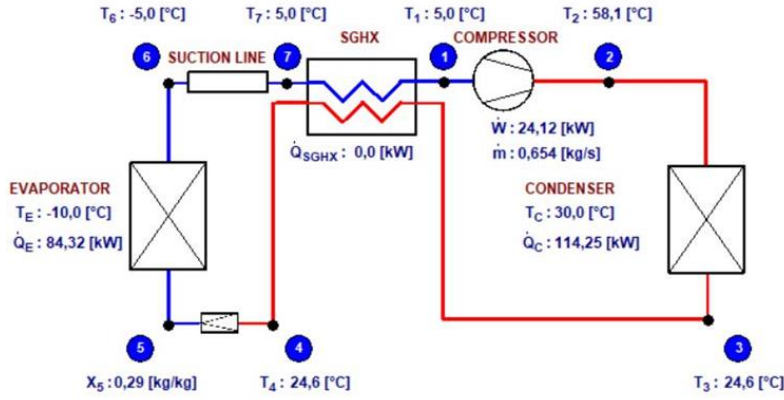 T6 : -5,0 [°C]
T7 : 5,0 [°C]
T1 : 5,0 [°C]
T2 : 58,1 [°C]
SUCTION LINE
SGHX
COMPRESSOR
6
7
1
2
Ẇ : 24,12 [kW]
ṁ : 0,654 [kg/s]
Q̇SGHX : 0,0 [kW]
EVAPORATOR
TE : -10,0 [°C]
Q̇E : 84,32 [kW]
CONDENSER
TC : 30,0 [°C]
Q̇C : 114,25 [kW]
5
4
3
X5 : 0,29 [kg/kg]
T4 : 24,6 [°C]
T3 : 24,6 [°C]